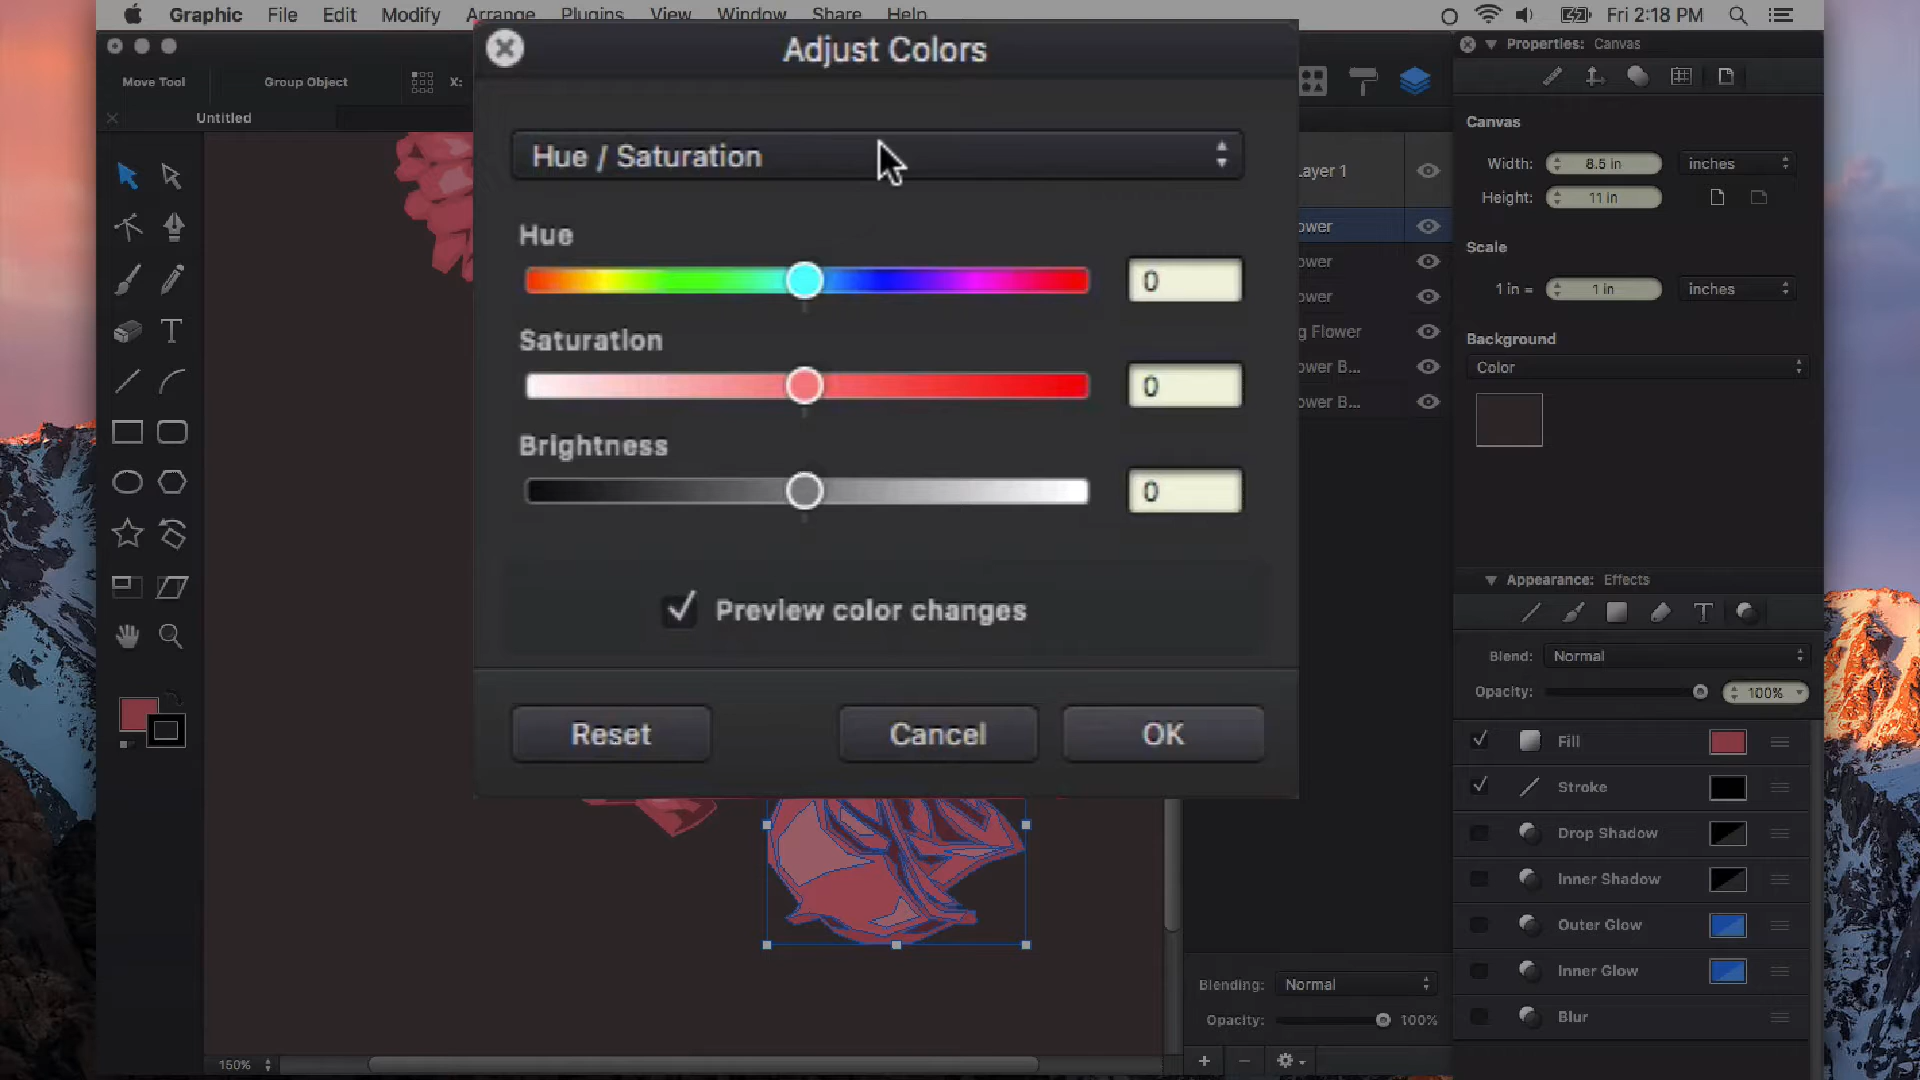 Graphic File Edit Modify Arrange Plugins View Window Share Help Fri 2:18 PM
Adjust Colors
Properties: Canvas
Move Tool Group Object X:
Untitled
Hue / Saturation
Hue
0
Saturation
0
Brightness
0
Preview color changes
Reset Cancel OK
ayer 1
ower
ower
ower
g Flower
ower B...
ower B...
Canvas
Width: 8.5 in inches
Height: 11 in
Scale
1 in = 1 in inches
Background
Color
Appearance: Effects
Blend: Normal
Opacity: 100%
Fill
Stroke
Drop Shadow
Inner Shadow
Outer Glow
Inner Glow
Blur
Blending: Normal
Opacity: 100%
150%